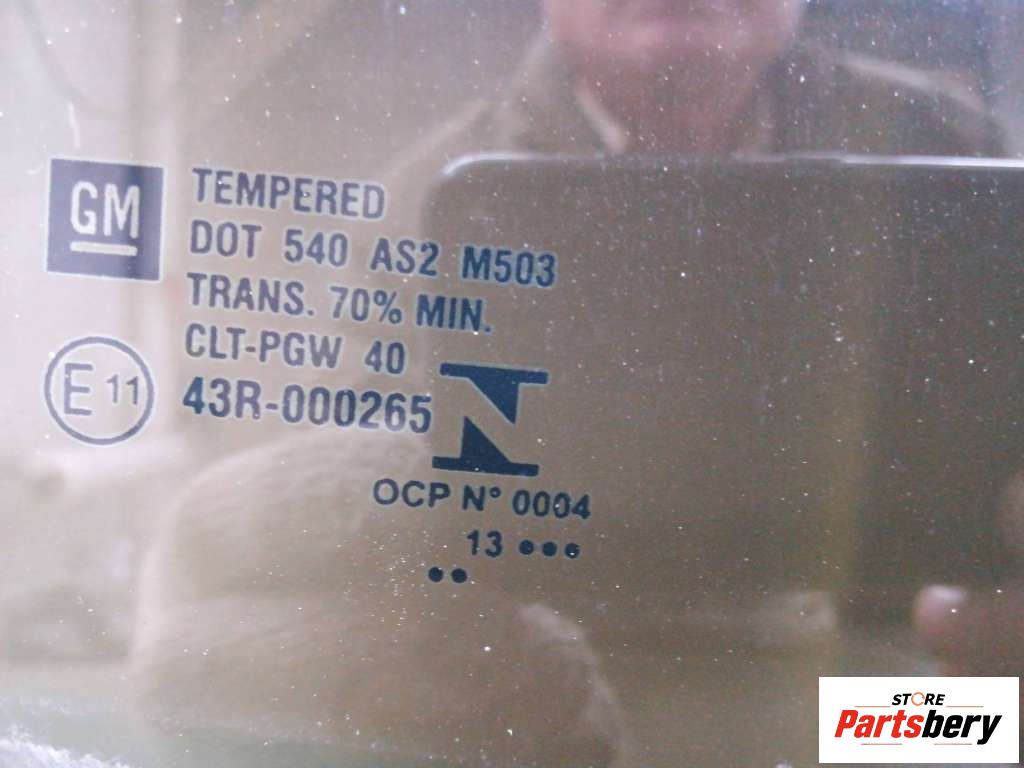 GM
TEMPERED
DOT 540 AS2 M503
TRANS. 70% MIN.
CLT-PGW 40
E 11
43R-000265
OCP N° 0004
13 •••
••
STORE
Partsbery